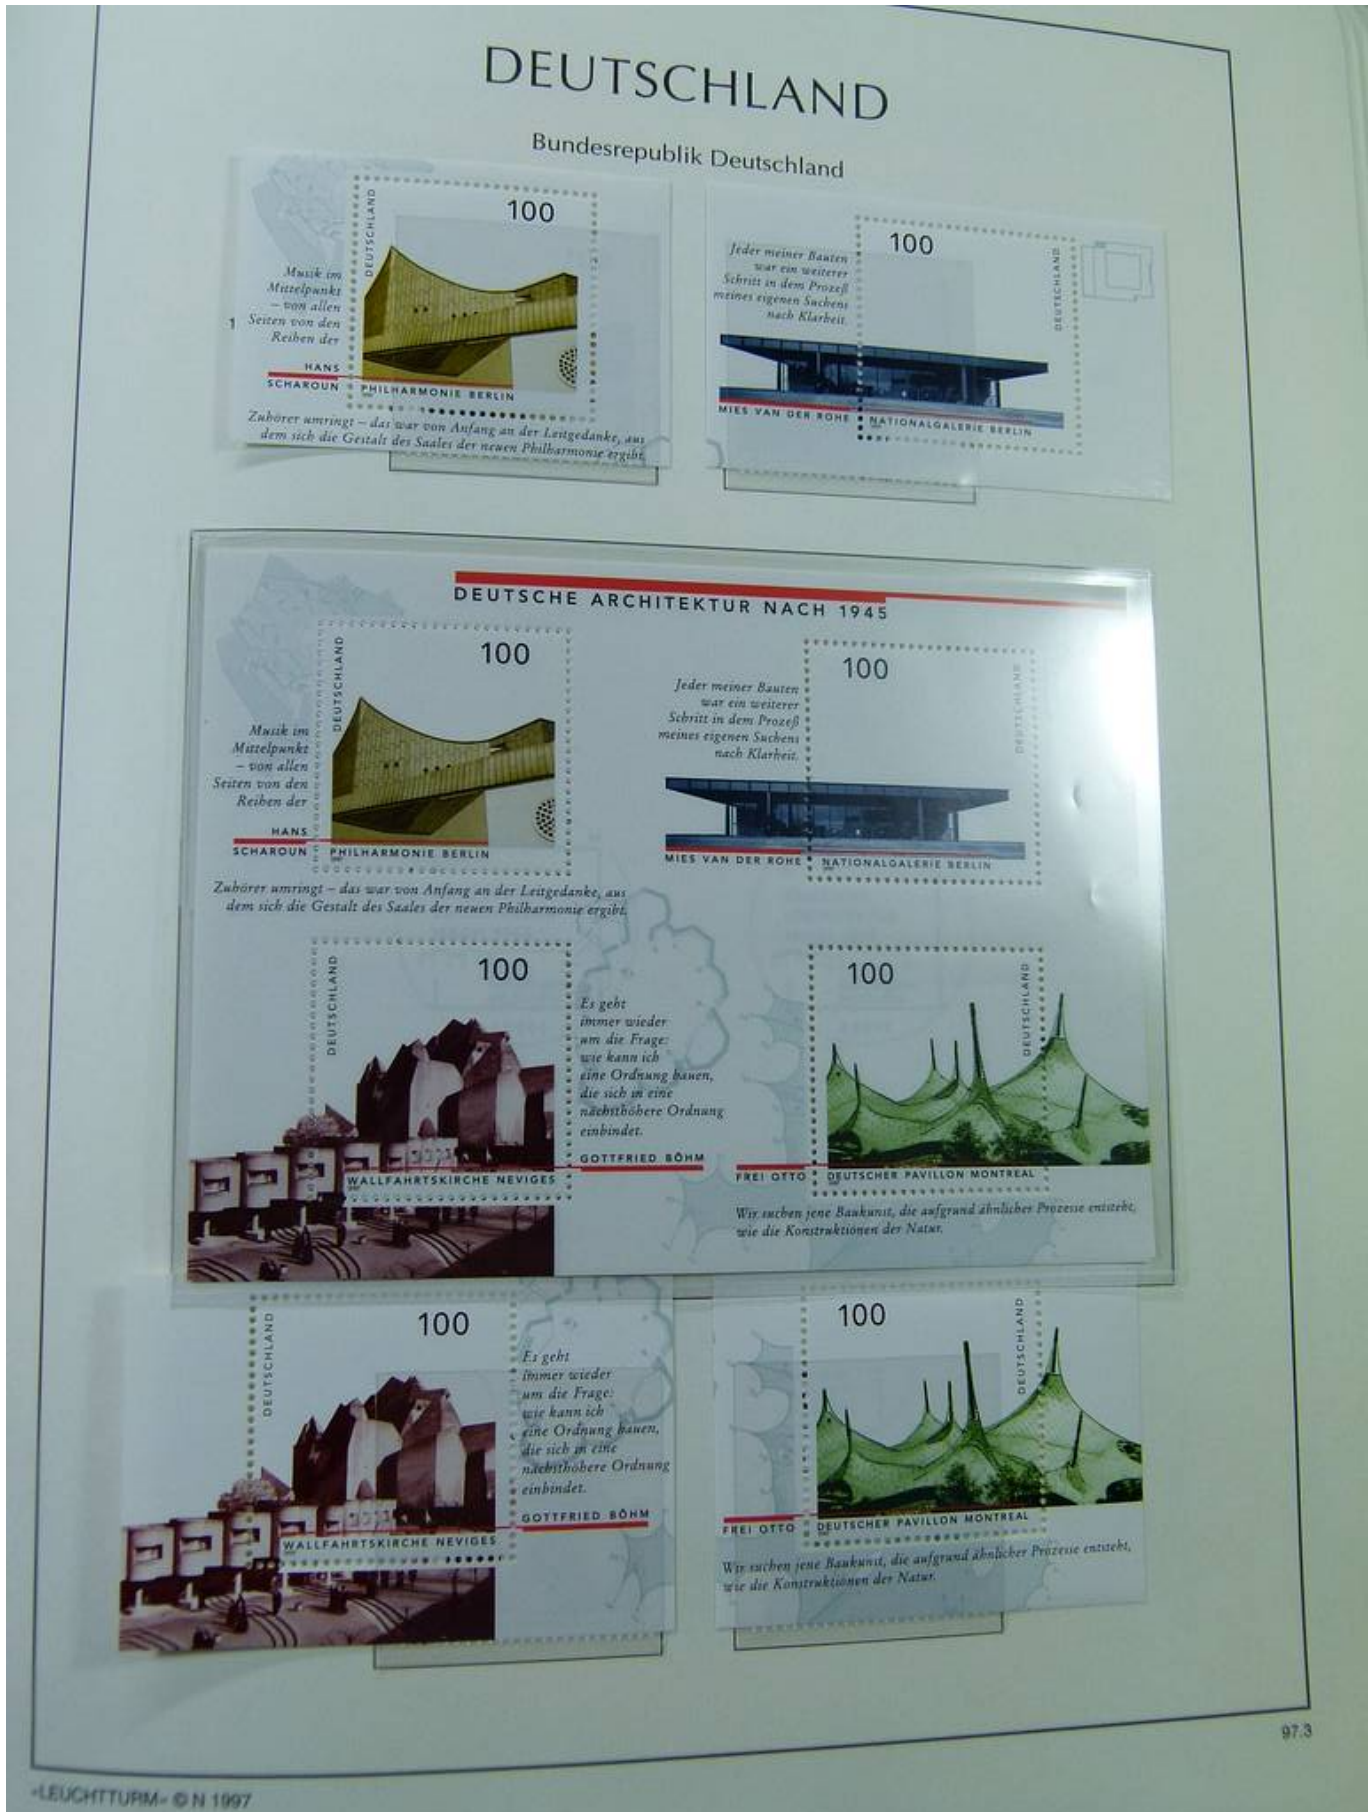 DEUTSCHLAND
Bundesrepublik Deutschland
100
DEUTSCHLAND
Musik im
Mittelpunkt
– von allen
Seiten von den
Reihen der
1
HANS
SCHAROUN
PHILHARMONIE BERLIN
Zuhörer umringt – das war von Anfang an der Leitgedanke, aus
dem sich die Gestalt des Saales der neuen Philharmonie ergibt.
100
DEUTSCHLAND
Jeder meiner Bauten
war ein weiterer
Schritt in dem Prozeß
meines eigenen Suchens
nach Klarheit.
MIES VAN DER ROHE
NATIONALGALERIE BERLIN
DEUTSCHE ARCHITEKTUR NACH 1945
100
DEUTSCHLAND
Musik im
Mittelpunkt
– von allen
Seiten von den
Reihen der
HANS
SCHAROUN
PHILHARMONIE BERLIN
Zuhörer umringt – das war von Anfang an der Leitgedanke, aus
dem sich die Gestalt des Saales der neuen Philharmonie ergibt.
100
DEUTSCHLAND
Jeder meiner Bauten
war ein weiterer
Schritt in dem Prozeß
meines eigenen Suchens
nach Klarheit.
MIES VAN DER ROHE
NATIONALGALERIE BERLIN
100
DEUTSCHLAND
Es geht
immer wieder
um die Frage:
wie kann ich
eine Ordnung bauen,
die sich in eine
nächsthöhere Ordnung
einbindet.
GOTTFRIED BÖHM
WALLFAHRTSKIRCHE NEVIGES
100
DEUTSCHLAND
FREI OTTO
DEUTSCHER PAVILLON MONTREAL
Wir suchen jene Baukunst, die aufgrund ähnlicher Prozesse entsteht,
wie die Konstruktionen der Natur.
100
DEUTSCHLAND
Es geht
immer wieder
um die Frage:
wie kann ich
eine Ordnung bauen,
die sich in eine
nächsthöhere Ordnung
einbindet.
GOTTFRIED BÖHM
WALLFAHRTSKIRCHE NEVIGES
100
DEUTSCHLAND
FREI OTTO
DEUTSCHER PAVILLON MONTREAL
Wir suchen jene Baukunst, die aufgrund ähnlicher Prozesse entsteht,
wie die Konstruktionen der Natur.
97.3
»LEUCHTTURM« © N 1997